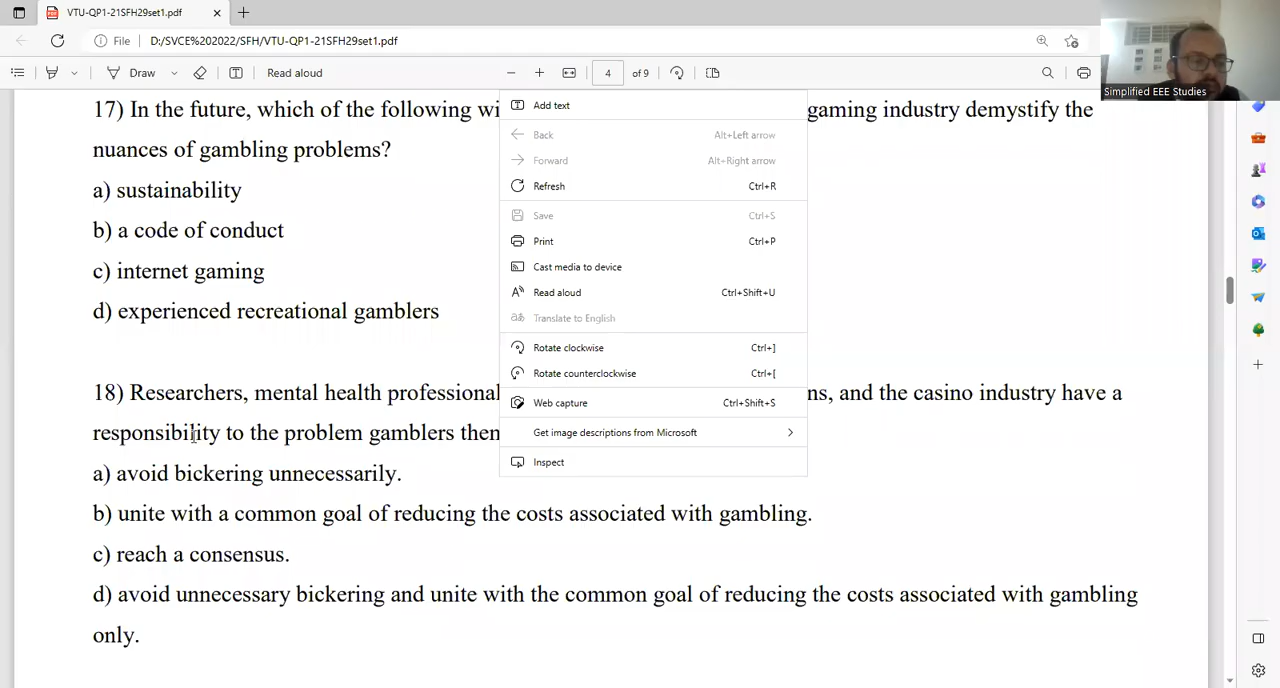 VTU-QP1-21SFH29set1.pdf
File D:/SVCE%202022/SFH/VTU-QP1-21SFH29set1.pdf
Draw Read aloud 4 of 9
Simplified EEE Studies
17) In the future, which of the following wi gaming industry demystify the
nuances of gambling problems?
a) sustainability
b) a code of conduct
c) internet gaming
d) experienced recreational gamblers
18) Researchers, mental health professional ns, and the casino industry have a
responsibility to the problem gamblers then
a) avoid bickering unnecessarily.
b) unite with a common goal of reducing the costs associated with gambling.
c) reach a consensus.
d) avoid unnecessary bickering and unite with the common goal of reducing the costs associated with gambling
only.
Add text
Back Alt+Left arrow
Forward Alt+Right arrow
Refresh Ctrl+R
Save Ctrl+S
Print Ctrl+P
Cast media to device
Read aloud Ctrl+Shift+U
Translate to English
Rotate clockwise Ctrl+]
Rotate counterclockwise Ctrl+[
Web capture Ctrl+Shift+S
Get image descriptions from Microsoft
Inspect